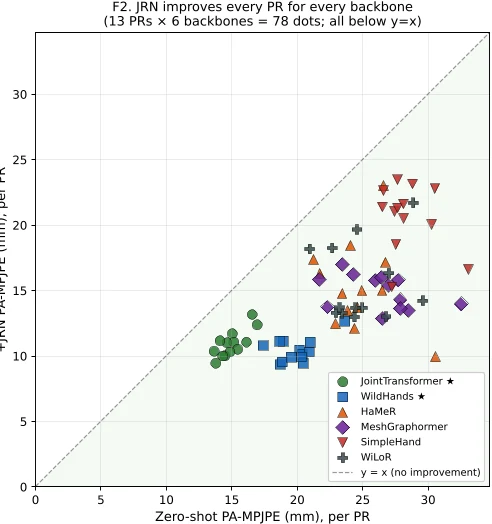 F2. JRN improves every PR for every backbone
(13 PRs × 6 backbones = 78 dots; all below y=x)
+JRN PA-MPJPE (mm), per PR
30
25
20
15
10
5
0
0 5 10 15 20 25 30
Zero-shot PA-MPJPE (mm), per PR
JointTransformer ★
WildHands ★
HaMeR
MeshGraphormer
SimpleHand
WiLoR
y = x (no improvement)